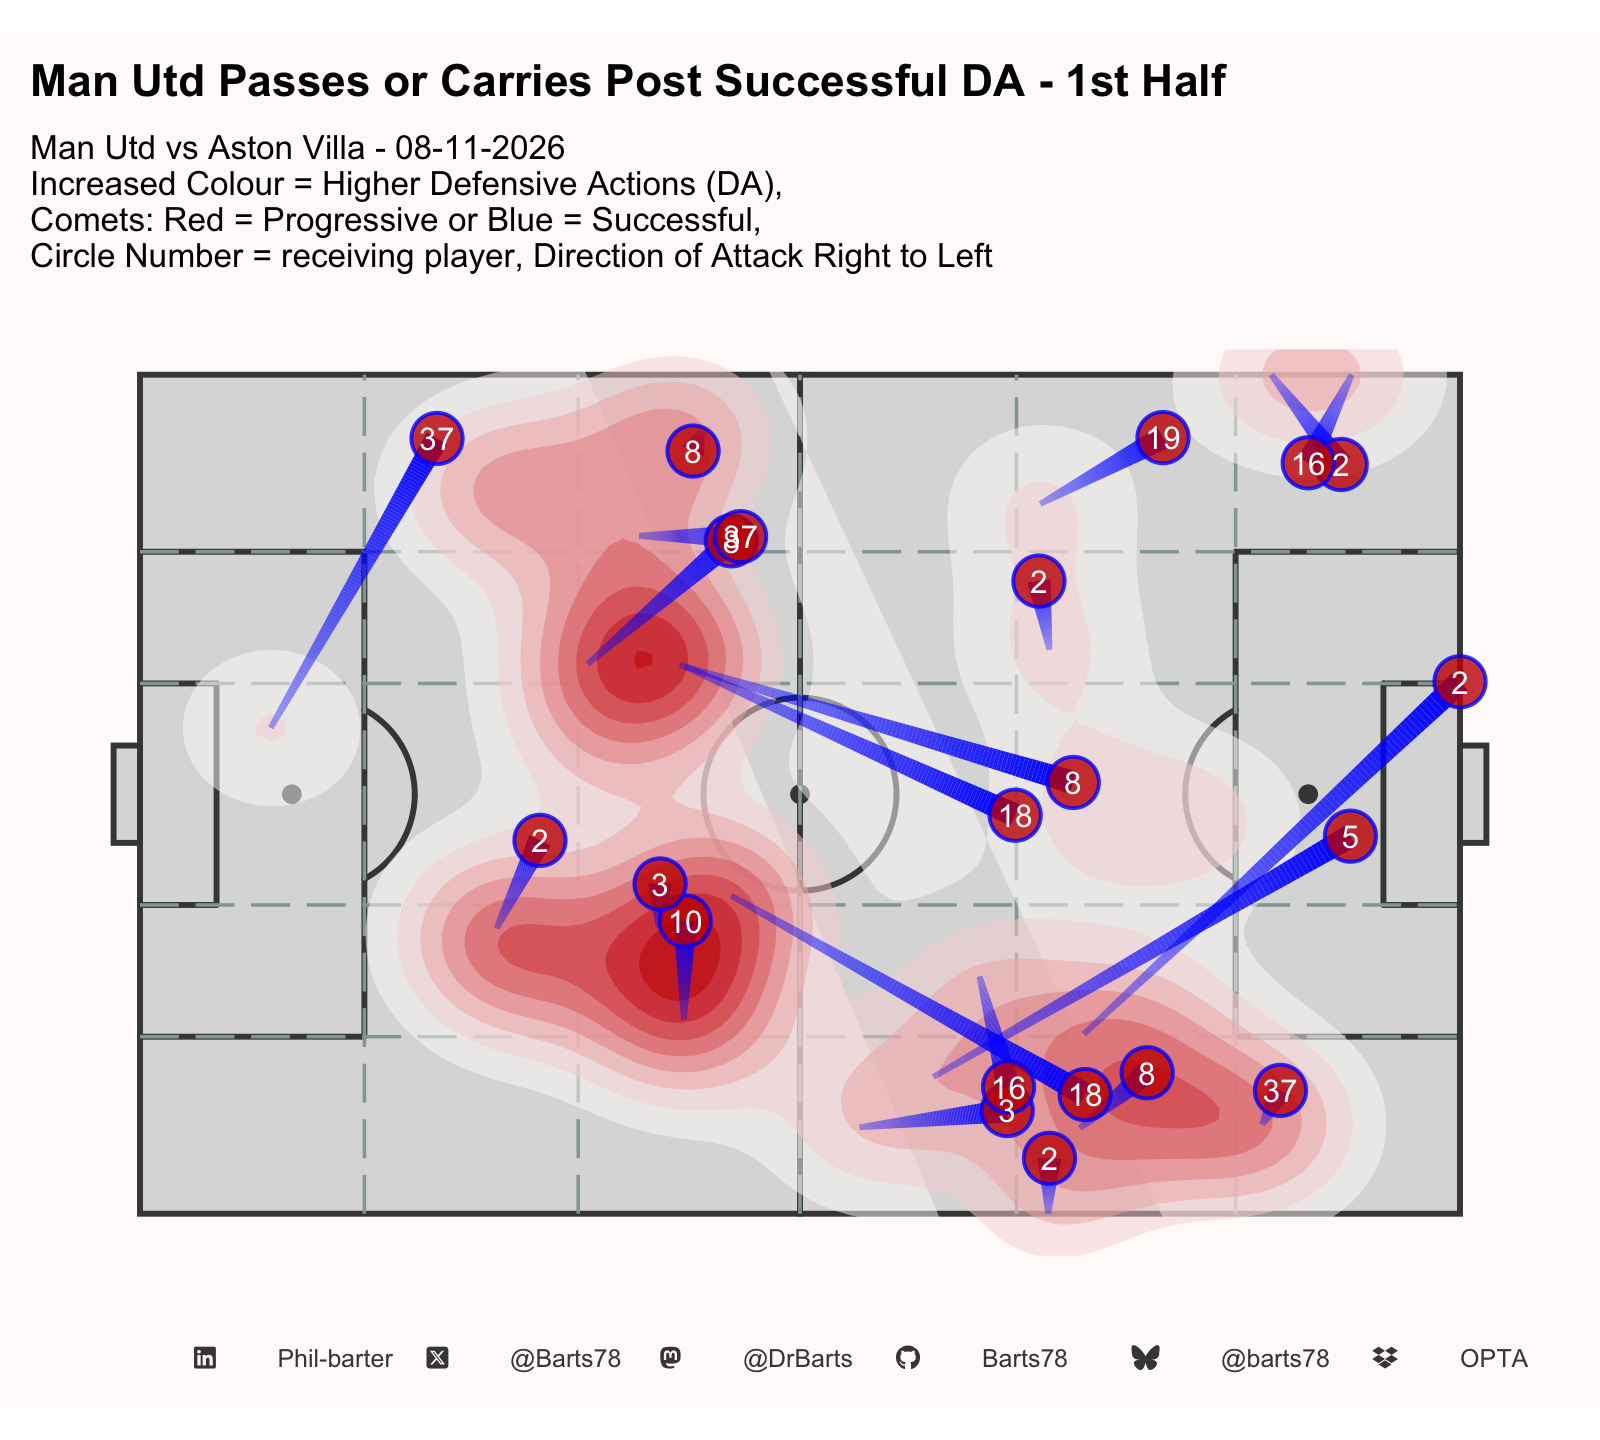 Man Utd Passes or Carries Post Successful DA - 1st Half
Man Utd vs Aston Villa - 08-11-2026
Increased Colour = Higher Defensive Actions (DA),
Comets: Red = Progressive or Blue = Successful,
Circle Number = receiving player, Direction of Attack Right to Left
37
8
19
16
2
37
2
2
8
18
5
2
3
10
16
3
18
8
37
2
Phil-barter
@Barts78
@DrBarts
Barts78
@barts78
OPTA